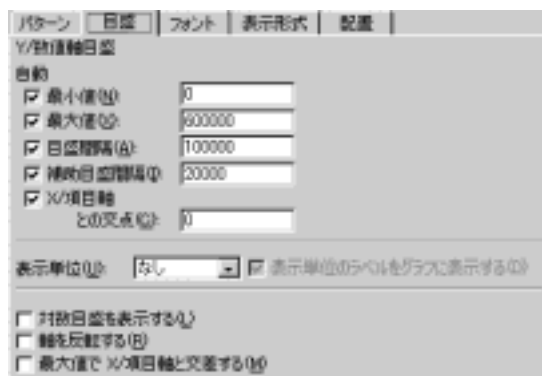 パターン 目盛 フォント 表示形式 配置
Y/数値軸目盛
自動
最小値(N): 0
最大値(X): 600000
目盛間隔(A): 100000
補助目盛間隔(I): 20000
X/項目軸
との交点(C): 0
表示単位(U): なし 表示単位のラベルをグラフに表示する(D)
対数目盛を表示する(L)
軸を反転する(R)
最大値で X/項目軸と交差する(M)